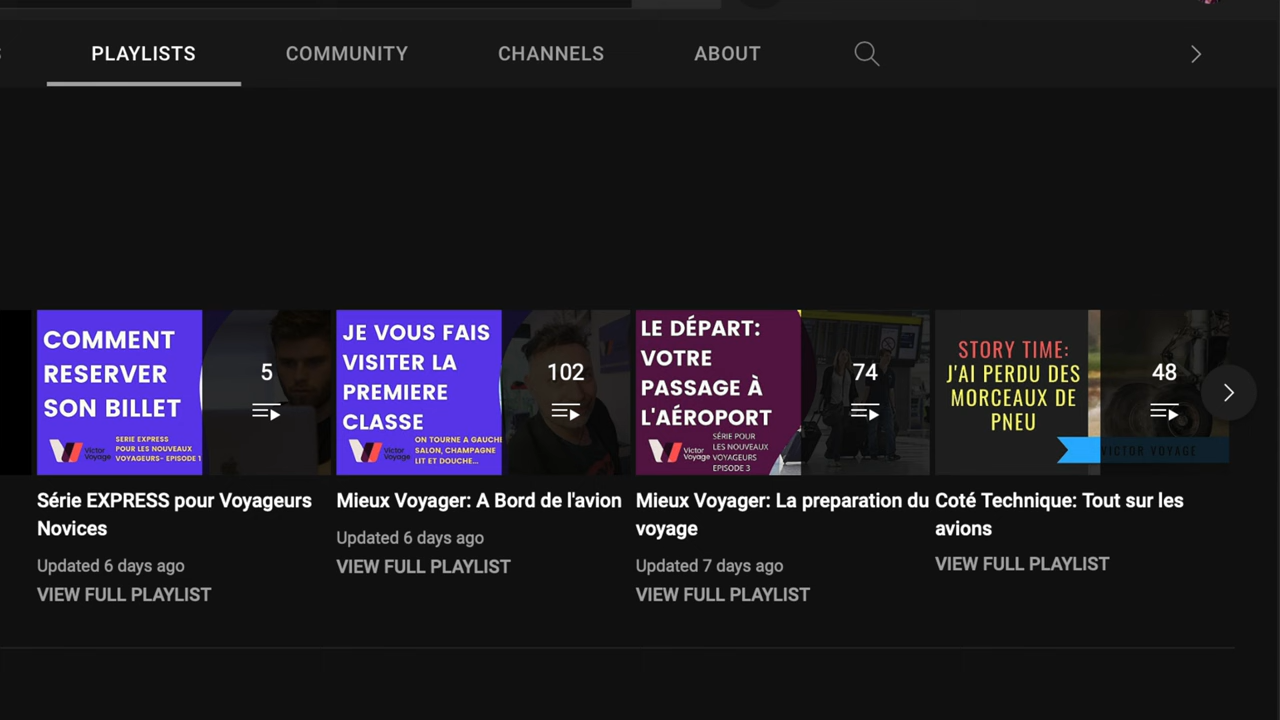 PLAYLISTS
COMMUNITY
CHANNELS
ABOUT
COMMENT
RESERVER
SON BILLET
Victor
Voyage
SERIE EXPRESS
POUR LES NOUVEAUX
VOYAGEURS- EPISODE 1
5
Série EXPRESS pour Voyageurs
Novices
Updated 6 days ago
VIEW FULL PLAYLIST
JE VOUS FAIS
VISITER LA
PREMIERE
CLASSE
Victor
Voyage
ON TOURNE A GAUCHE
SALON, CHAMPAGNE
LIT ET DOUCHE...
102
Mieux Voyager: A Bord de l'avion
Updated 6 days ago
VIEW FULL PLAYLIST
LE DÉPART:
VOTRE
PASSAGE À
L'AÉROPORT
Victor
Voyage
SÉRIE POUR
LES NOUVEAUX
VOYAGEURS
EPISODE 3
74
Mieux Voyager: La preparation du
voyage
Updated 7 days ago
VIEW FULL PLAYLIST
STORY TIME:
J'AI PERDU DES
MORCEAUX DE
PNEU
VICTOR VOYAGE
48
Coté Technique: Tout sur les
avions
VIEW FULL PLAYLIST